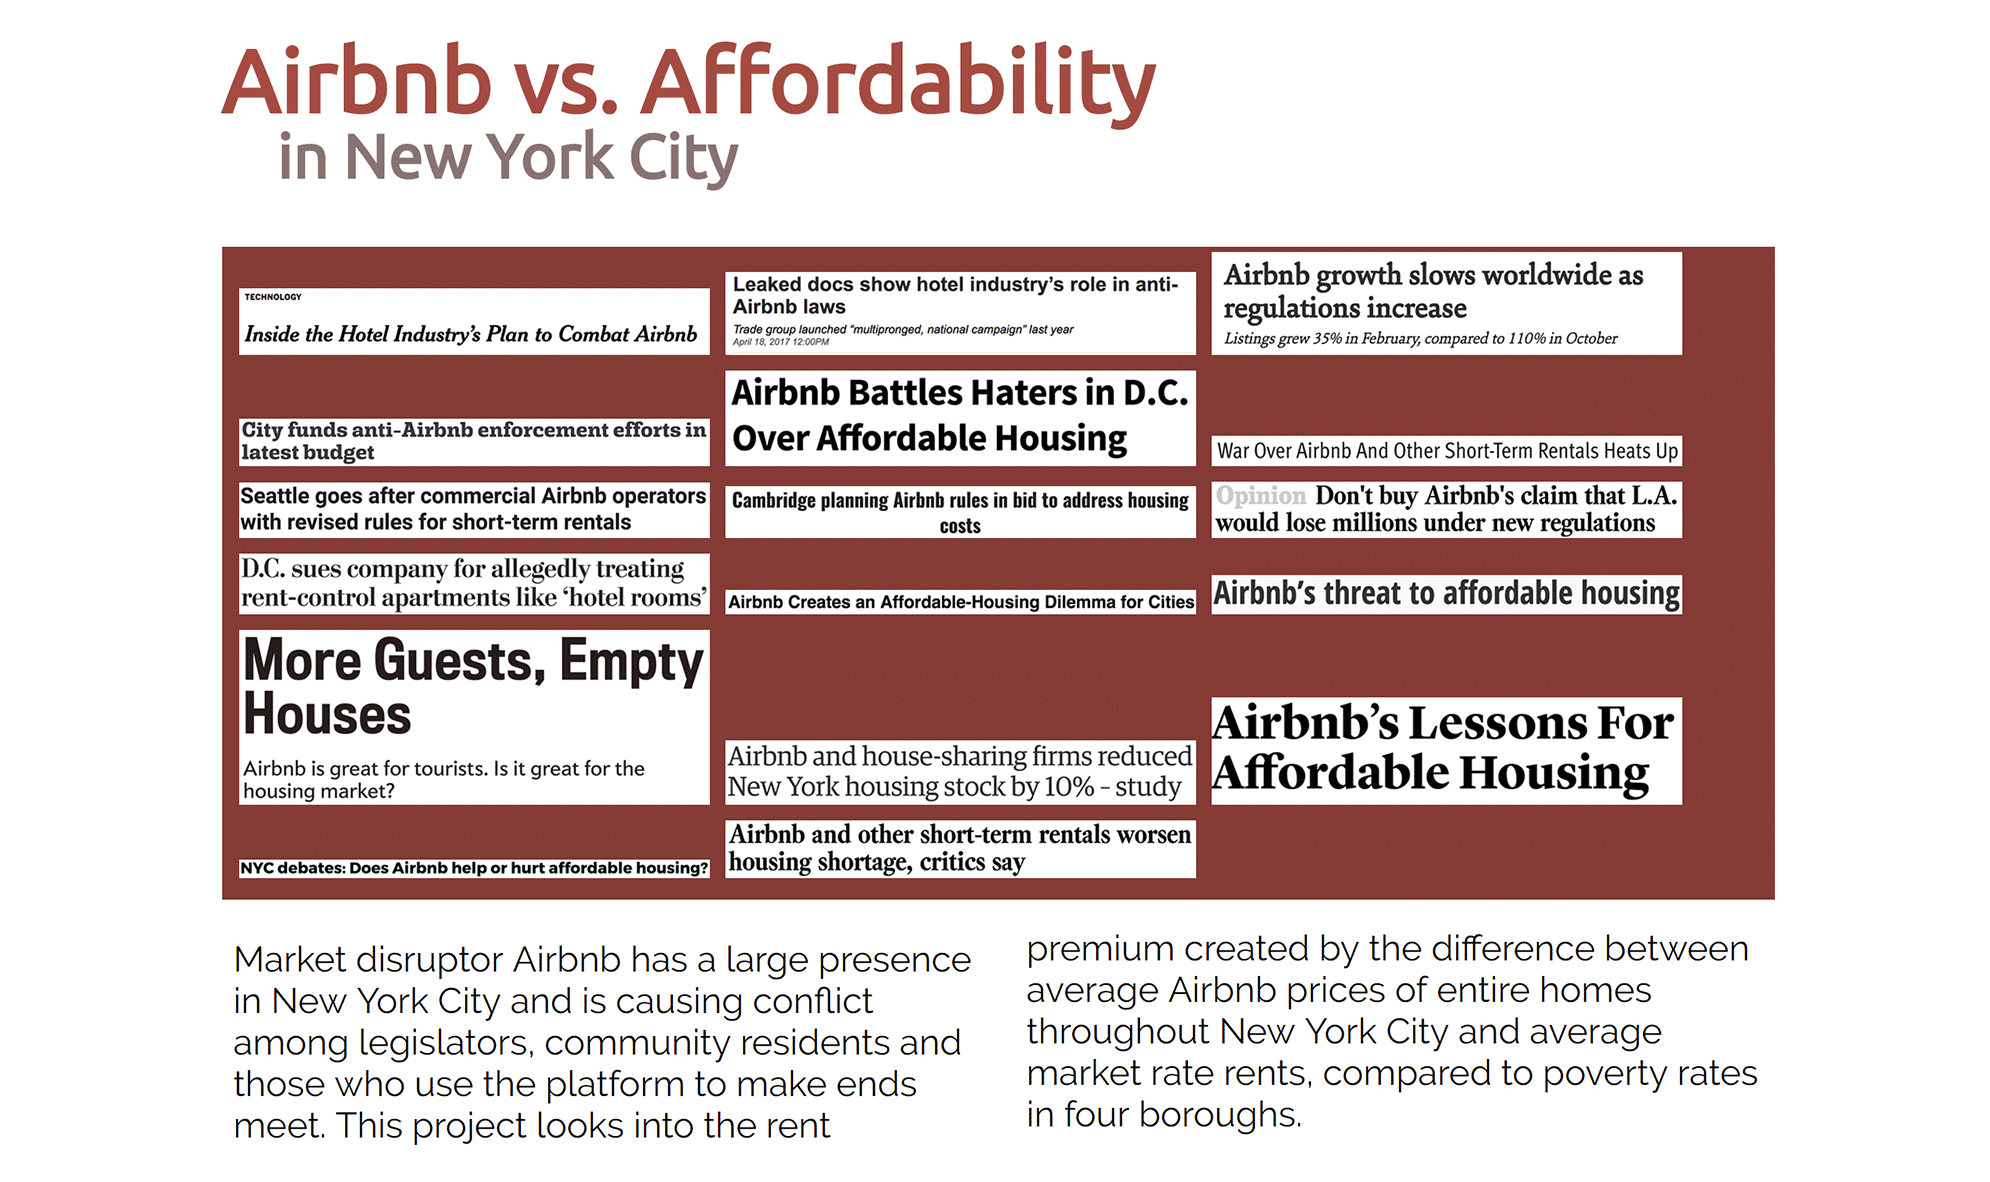 Airbnb vs. Affordability
in New York City
TECHNOLOGY
Inside the Hotel Industry's Plan to Combat Airbnb
City funds anti-Airbnb enforcement efforts in
latest budget
Seattle goes after commercial Airbnb operators
with revised rules for short-term rentals
D.C. sues company for allegedly treating
rent-control apartments like ‘hotel rooms’
More Guests, Empty
Houses
Airbnb is great for tourists. Is it great for the
housing market?
NYC debates: Does Airbnb help or hurt affordable housing?
Leaked docs show hotel industry’s role in anti-
Airbnb laws
Trade group launched “multipronged, national campaign” last year
April 18, 2017 12:00PM
Airbnb Battles Haters in D.C.
Over Affordable Housing
Cambridge planning Airbnb rules in bid to address housing
costs
Airbnb Creates an Affordable-Housing Dilemma for Cities
Airbnb and house-sharing firms reduced
New York housing stock by 10% – study
Airbnb and other short-term rentals worsen
housing shortage, critics say
Airbnb growth slows worldwide as
regulations increase
Listings grew 35% in February, compared to 110% in October
War Over Airbnb And Other Short-Term Rentals Heats Up
Opinion Don't buy Airbnb's claim that L.A.
would lose millions under new regulations
Airbnb’s threat to affordable housing
Airbnb’s Lessons For
Affordable Housing
Market disruptor Airbnb has a large presence
in New York City and is causing conflict
among legislators, community residents and
those who use the platform to make ends
meet. This project looks into the rent
premium created by the difference between
average Airbnb prices of entire homes
throughout New York City and average
market rate rents, compared to poverty rates
in four boroughs.